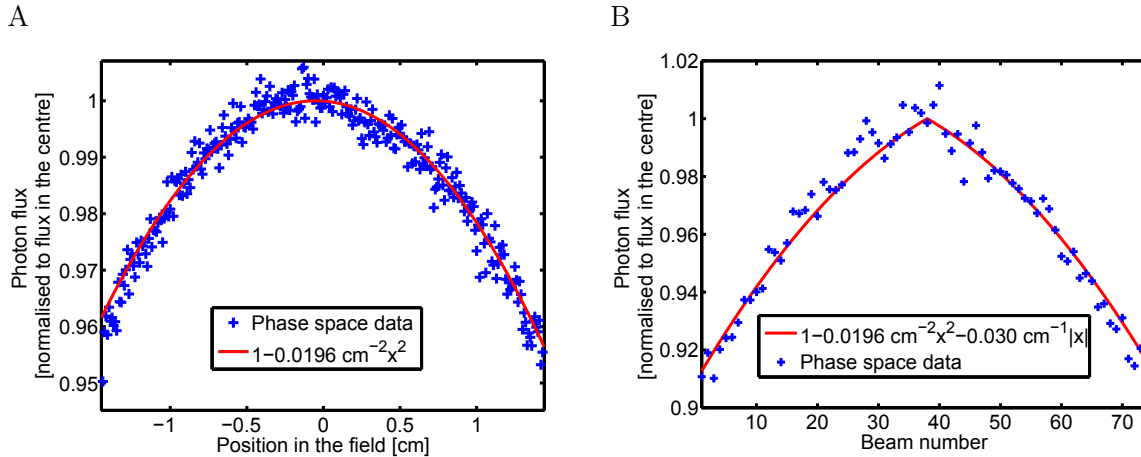 A
Photon flux
[normalised to flux in the centre]
1
0.99
0.98
0.97
0.96
0.95
Phase space data
1−0.0196 cm⁻²x²
−1 −0.5 0 0.5 1
Position in the field [cm]
B
Photon flux
[normalised to flux in the centre]
1.02
1
0.98
0.96
0.94
0.92
0.9
1−0.0196 cm⁻²x²−0.030 cm⁻¹|x|
Phase space data
10 20 30 40 50 60 70
Beam number